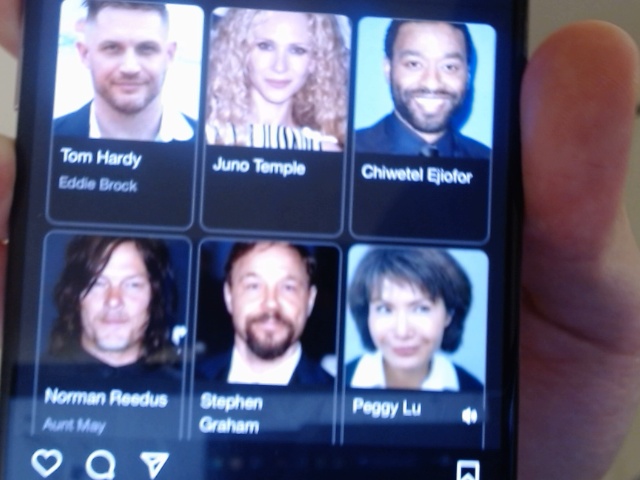 Tom Hardy
Eddie Brock
Juno Temple
Chiwetel Ejiofor
Norman Reedus
Aunt May
Stephen
Graham
Peggy Lu